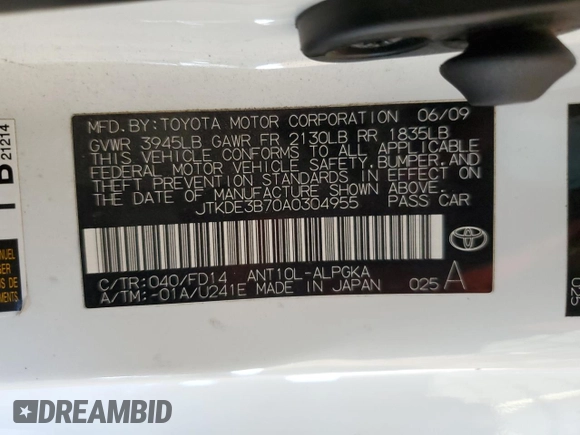 MFD.BY:TOYOTA MOTOR CORPORATION 06/09
GVWR 3945LB GAWR FR 2130LB RR 1835LB
THIS VEHICLE CONFORMS TO ALL APPLICABLE
FEDERAL MOTOR VEHICLE SAFETY, BUMPER, AND
THEFT PREVENTION STANDARDS IN EFFECT ON
THE DATE OF MANUFACTURE SHOWN ABOVE.
JTKDE3B70A0304955 PASS CAR
TOYOTA
C/TR:040/FD14 ANT10L-ALPGKA
A/TM:-01A/U241E MADE IN JAPAN 025 A
21214
DREAMBID